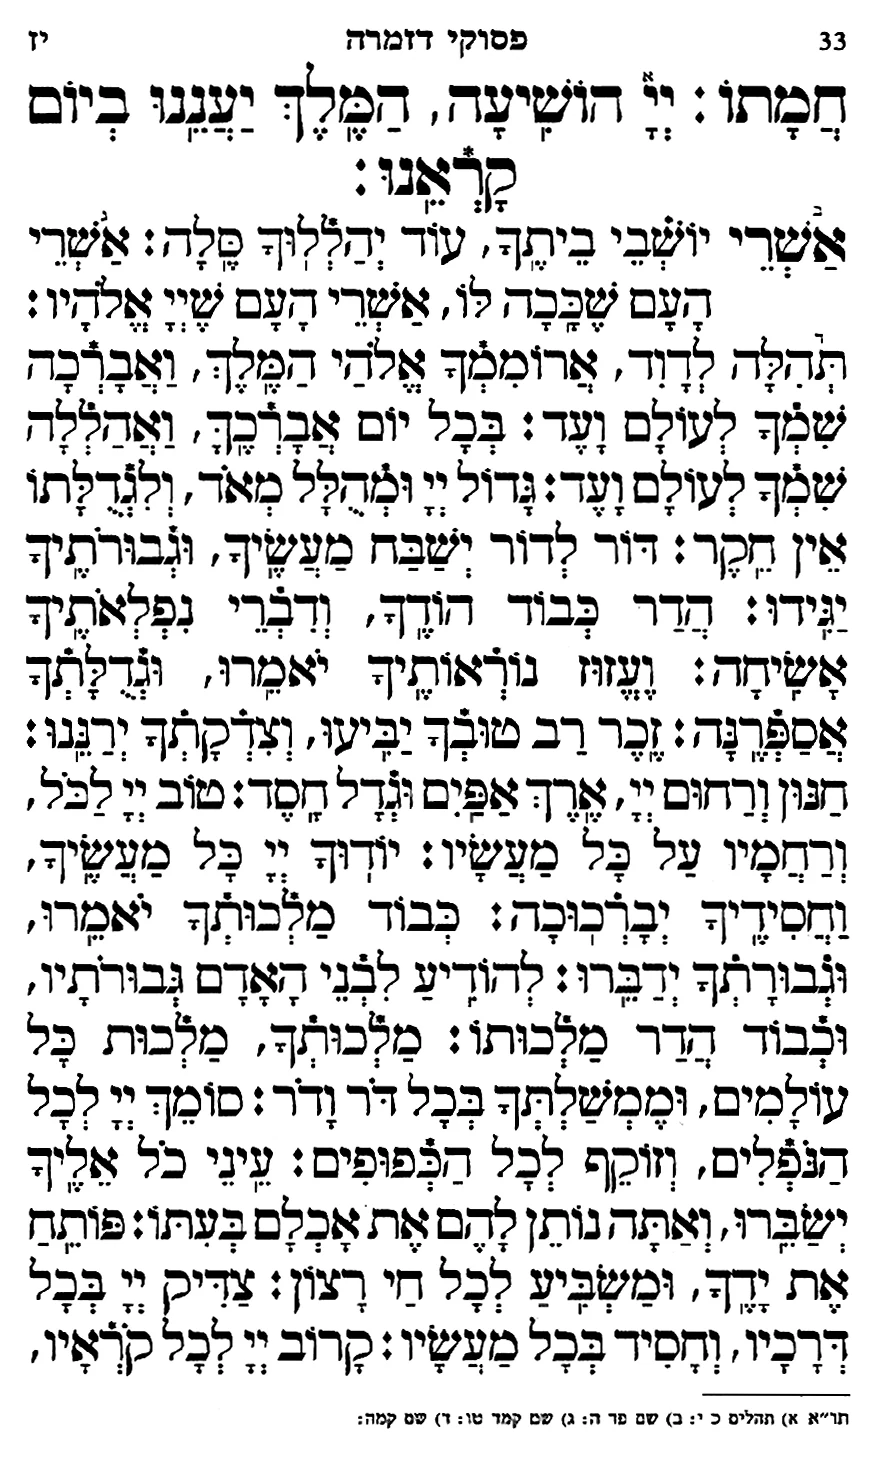 33 פסוקי דזמרה יז
חֲמָתוֹ: יְיָ הוֹשִׁיעָה, הַמֶּלֶךְ יַעֲנֵנוּ בְיוֹם
קָרְאֵנוּ:
אַשְׁרֵי יוֹשְׁבֵי בֵיתֶךָ, עוֹד יְהַלְלוּךָ סֶּלָה: אַשְׁרֵי
הָעָם שֶׁכָּכָה לּוֹ, אַשְׁרֵי הָעָם שֶׁיְיָ אֱלֹהָיו:
תְּהִלָּה לְדָוִד, אֲרוֹמִמְךָ אֱלֹהַי הַמֶּלֶךְ, וַאֲבָרְכָה
שִׁמְךָ לְעוֹלָם וָעֶד: בְּכָל יוֹם אֲבָרְכֶךָּ, וַאֲהַלְלָה
שִׁמְךָ לְעוֹלָם וָעֶד: גָּדוֹל יְיָ וּמְהֻלָּל מְאֹד, וְלִגְדֻלָּתוֹ
אֵין חֵקֶר: דּוֹר לְדוֹר יְשַׁבַּח מַעֲשֶׂיךָ, וּגְבוּרֹתֶיךָ
יַגִּידוּ: הֲדַר כְּבוֹד הוֹדֶךָ, וְדִבְרֵי נִפְלְאֹתֶיךָ
אָשִׂיחָה: וֶעֱזוּז נוֹרְאוֹתֶיךָ יֹאמֵרוּ, וּגְדֻלָּתְךָ
אֲסַפְּרֶנָּה: זֵכֶר רַב טוּבְךָ יַבִּיעוּ, וְצִדְקָתְךָ יְרַנֵּנוּ:
חַנּוּן וְרַחוּם יְיָ, אֶרֶךְ אַפַּיִם וּגְדָל חָסֶד: טוֹב יְיָ לַכֹּל,
וְרַחֲמָיו עַל כָּל מַעֲשָׂיו: יוֹדוּךָ יְיָ כָּל מַעֲשֶׂיךָ,
וַחֲסִידֶיךָ יְבָרְכוּכָה: כְּבוֹד מַלְכוּתְךָ יֹאמֵרוּ,
וּגְבוּרָתְךָ יְדַבֵּרוּ: לְהוֹדִיעַ לִבְנֵי הָאָדָם גְּבוּרֹתָיו,
וּכְבוֹד הֲדַר מַלְכוּתוֹ: מַלְכוּתְךָ, מַלְכוּת כָּל
עוֹלָמִים, וּמֶמְשַׁלְתְּךָ בְּכָל דֹּר וָדֹר: סוֹמֵךְ יְיָ לְכָל
הַנֹּפְלִים, וְזוֹקֵף לְכָל הַכְּפוּפִים: עֵינֵי כֹל אֵלֶיךָ
יְשַׂבֵּרוּ, וְאַתָּה נוֹתֵן לָהֶם אֶת אָכְלָם בְּעִתּוֹ: פּוֹתֵחַ
אֶת יָדֶךָ, וּמַשְׂבִּיעַ לְכָל חַי רָצוֹן: צַדִּיק יְיָ בְּכָל
דְּרָכָיו, וְחָסִיד בְּכָל מַעֲשָׂיו: קָרוֹב יְיָ לְכָל קֹרְאָיו,
תו״א א) תהלים כ י: ב) שם פד ה: ג) שם קמד טו: ד) שם קמה: